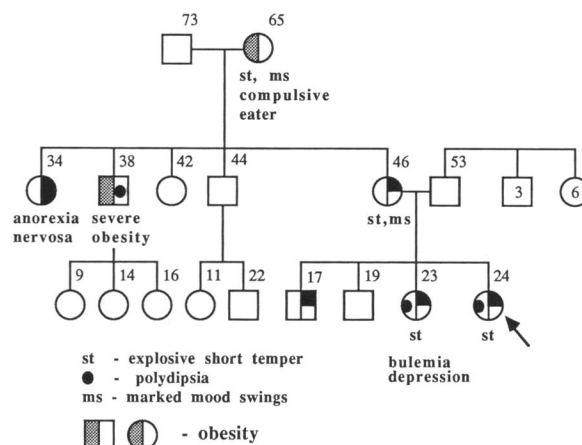 73 65
st, ms
compulsive
eater
34 38 42 44 46 53
3 6
anorexia severe
nervosa obesity
st,ms
9 14 16 11 22 17 19 23 24
st st
bulemia
depression
st - explosive short temper
- polydipsia
ms - marked mood swings
- obesity